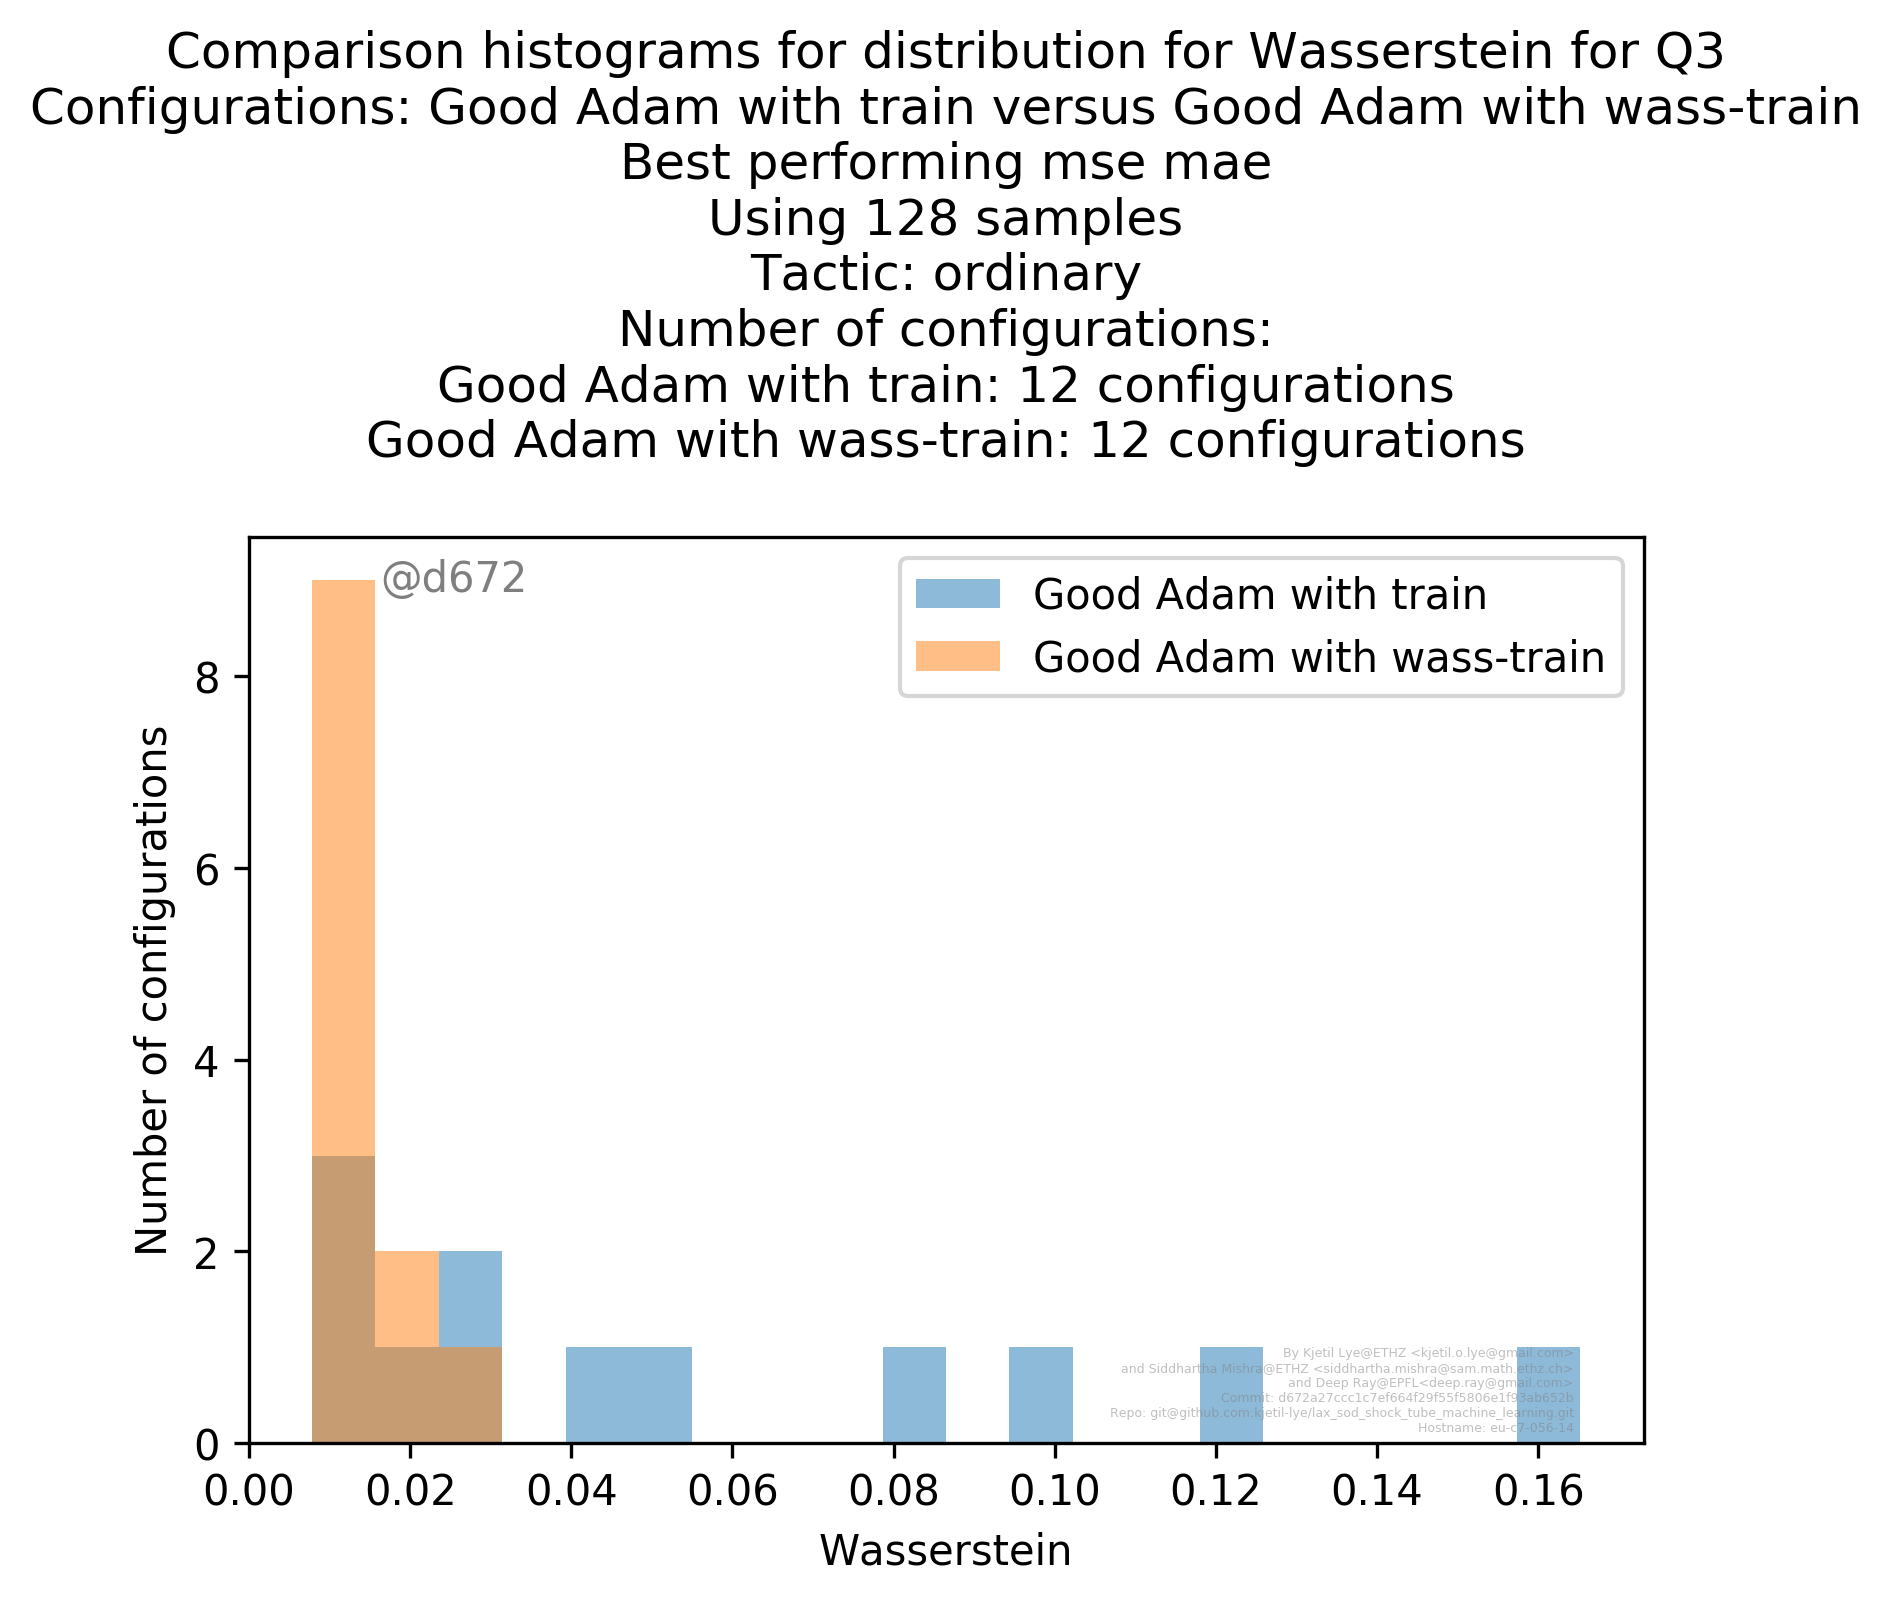 Comparison histograms for distribution for Wasserstein for Q3
Configurations: Good Adam with train versus Good Adam with wass-train
Best performing mse mae
Using 128 samples
Tactic: ordinary
Number of configurations:
Good Adam with train: 12 configurations
Good Adam with wass-train: 12 configurations
@d672
Good Adam with train
Good Adam with wass-train
Number of configurations
8
6
4
2
0
By Kjetil Lye@ETHZ <kjetil.o.lye@gmail.com>
and Siddhartha Mishra@ETHZ <siddhartha.mishra@sam.math.ethz.ch>
and Deep Ray@EPFL<deep.ray@gmail.com>
Commit: d672a27ccc1c7ef664f29f55f5806e1f93ab652b
Repo: git@github.com:kjetil-lye/lax_sod_shock_tube_machine_learning.git
Hostname: eu-c7-056-14
0.00 0.02 0.04 0.06 0.08 0.10 0.12 0.14 0.16
Wasserstein